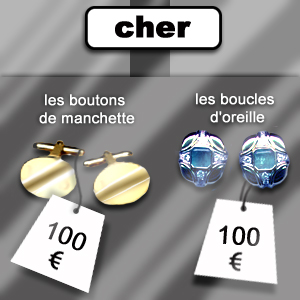 cher
les boutons
de manchette
les boucles
d'oreille
100
€
100
€